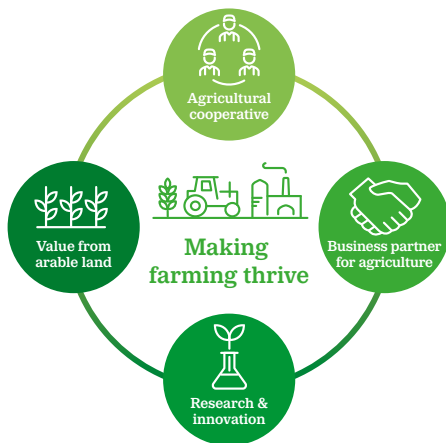 Agricultural
cooperative
Value from
arable land
Making
farming thrive
Business partner
for agriculture
Research &
innovation